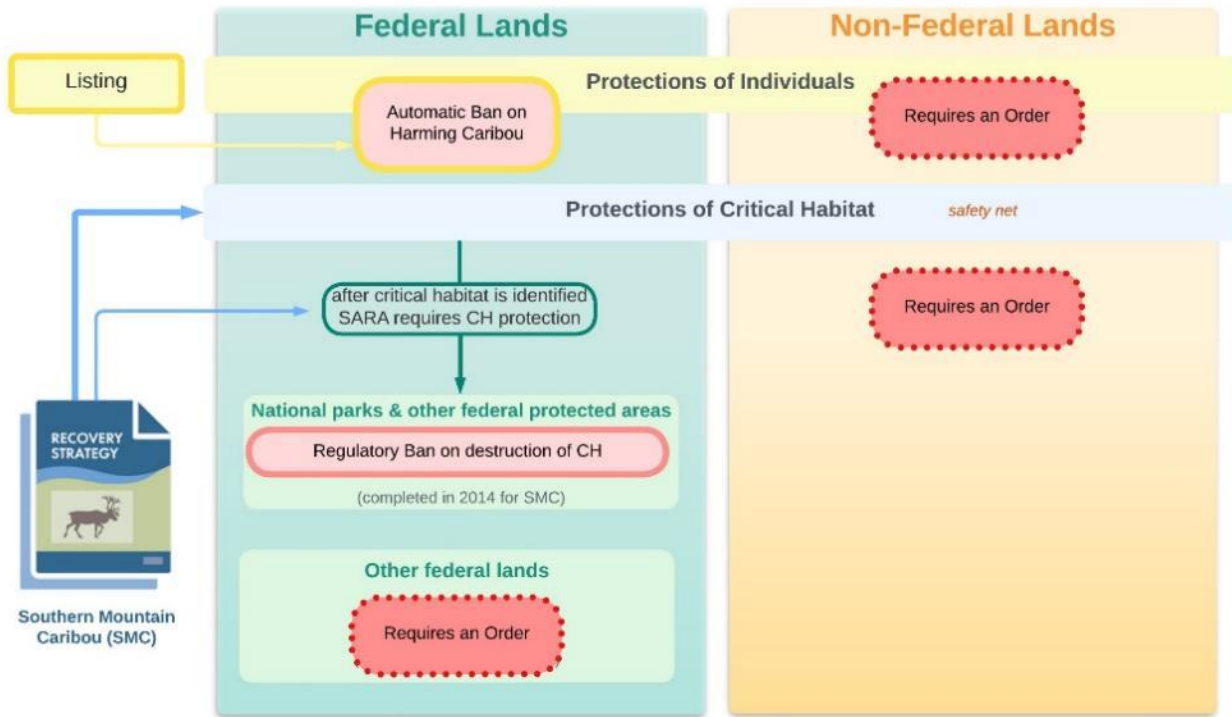 Federal Lands
Non-Federal Lands
Listing
Protections of Individuals
Automatic Ban on
Harming Caribou
Requires an Order
Protections of Critical Habitat
safety net
after critical habitat is identified
SARA requires CH protection
Requires an Order
National parks & other federal protected areas
Regulatory Ban on destruction of CH
(completed in 2014 for SMC)
RECOVERY
STRATEGY
Other federal lands
Requires an Order
Southern Mountain
Caribou (SMC)